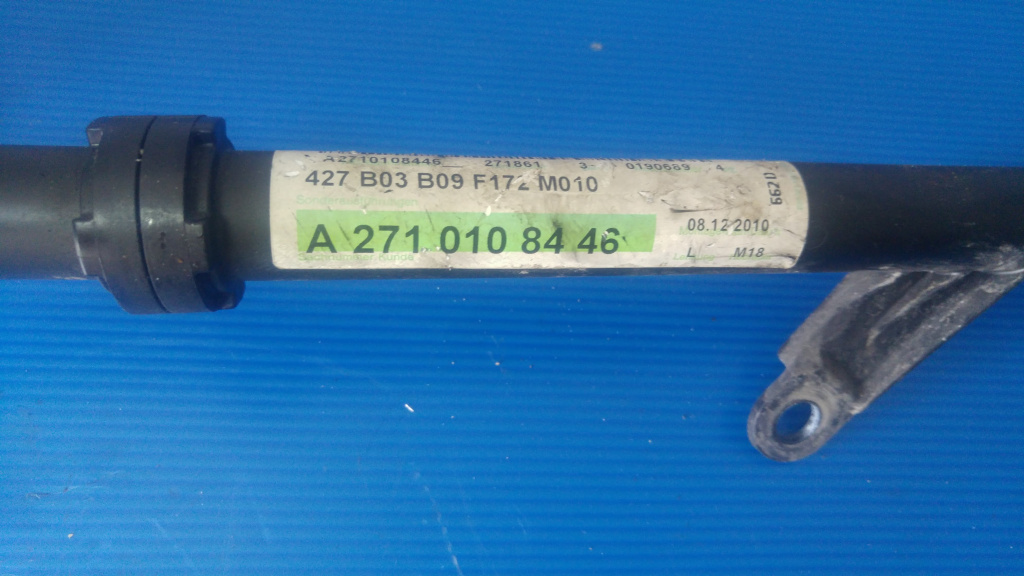 A2710108446 271861 3 0190689 4
427 B03 B09 F172 M010
A 271 010 84 46
08.12.2010
L M18
662D